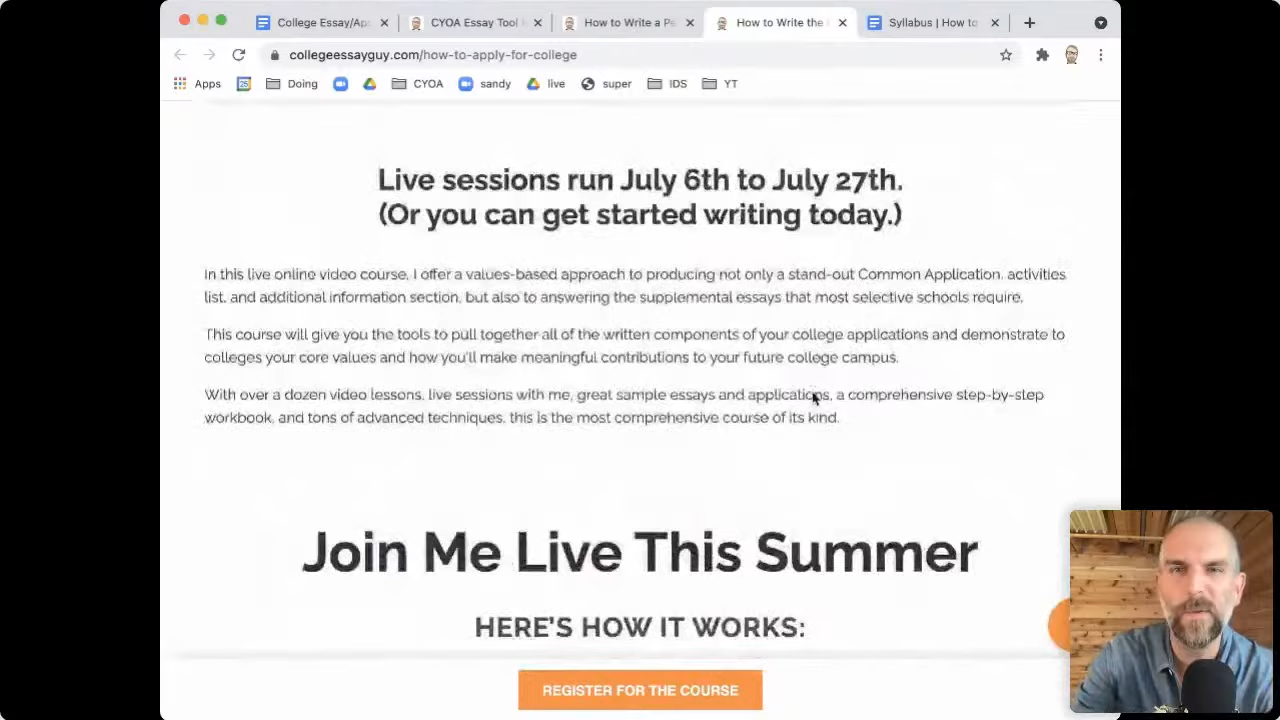 College Essay/Ap
CYOA Essay Tool
How to Write a Pe
How to Write the
Syllabus | How to
collegeessayguy.com/how-to-apply-for-college
Apps
25
Doing
CYOA
sandy
live
super
IDS
YT
Live sessions run July 6th to July 27th.
(Or you can get started writing today.)
In this live online video course, I offer a values-based approach to producing not only a stand-out Common Application, activities
list, and additional information section, but also to answering the supplemental essays that most selective schools require.
This course will give you the tools to pull together all of the written components of your college applications and demonstrate to
colleges your core values and how you'll make meaningful contributions to your future college campus.
With over a dozen video lessons, live sessions with me, great sample essays and applications, a comprehensive step-by-step
workbook, and tons of advanced techniques, this is the most comprehensive course of its kind.
Join Me Live This Summer
HERE'S HOW IT WORKS:
REGISTER FOR THE COURSE